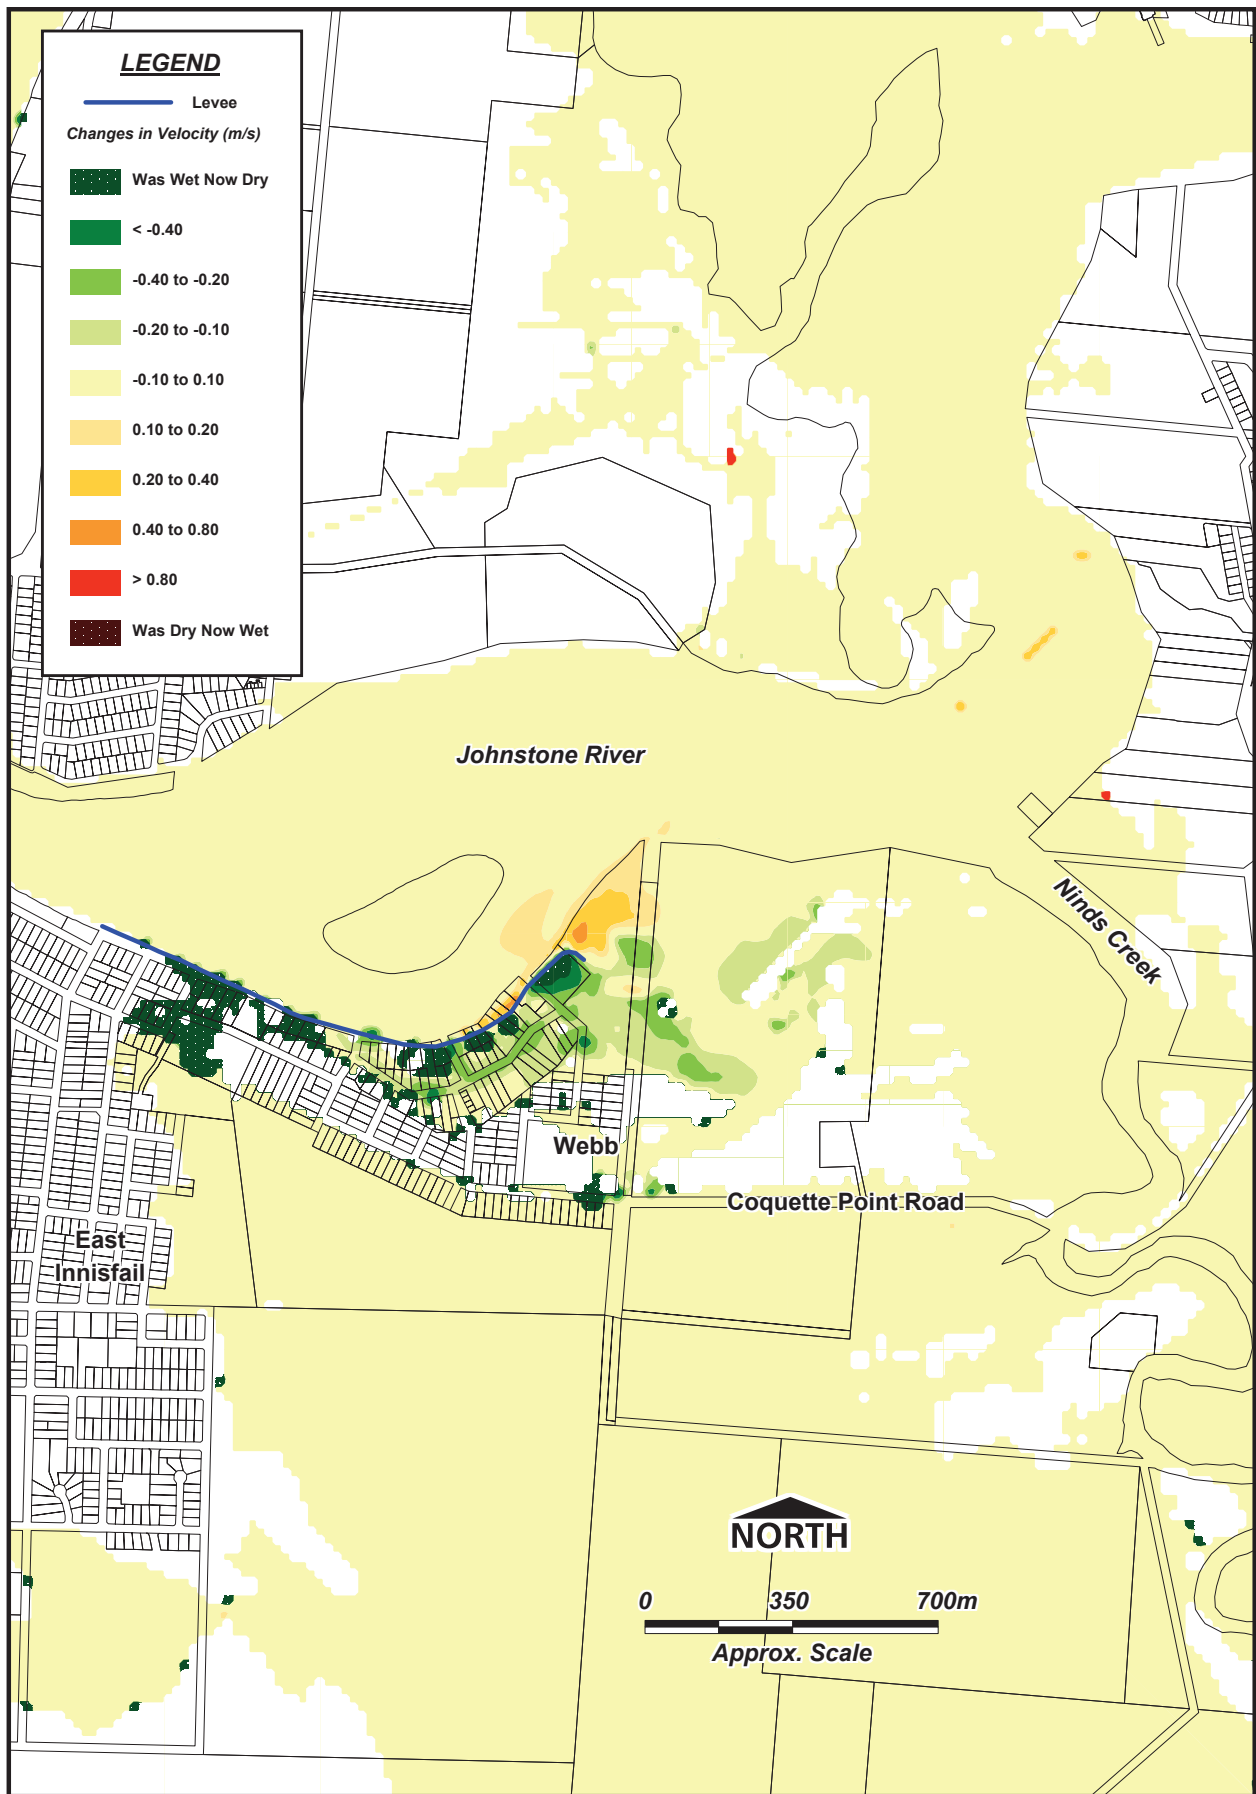 LEGEND
Levee
Changes in Velocity (m/s)
Was Wet Now Dry
< -0.40
-0.40 to -0.20
-0.20 to -0.10
-0.10 to 0.10
0.10 to 0.20
0.20 to 0.40
0.40 to 0.80
> 0.80
Was Dry Now Wet
Johnstone River
Ninds Creek
Webb
Coquette Point Road
East
Innisfail
NORTH
0 350 700m
Approx. Scale